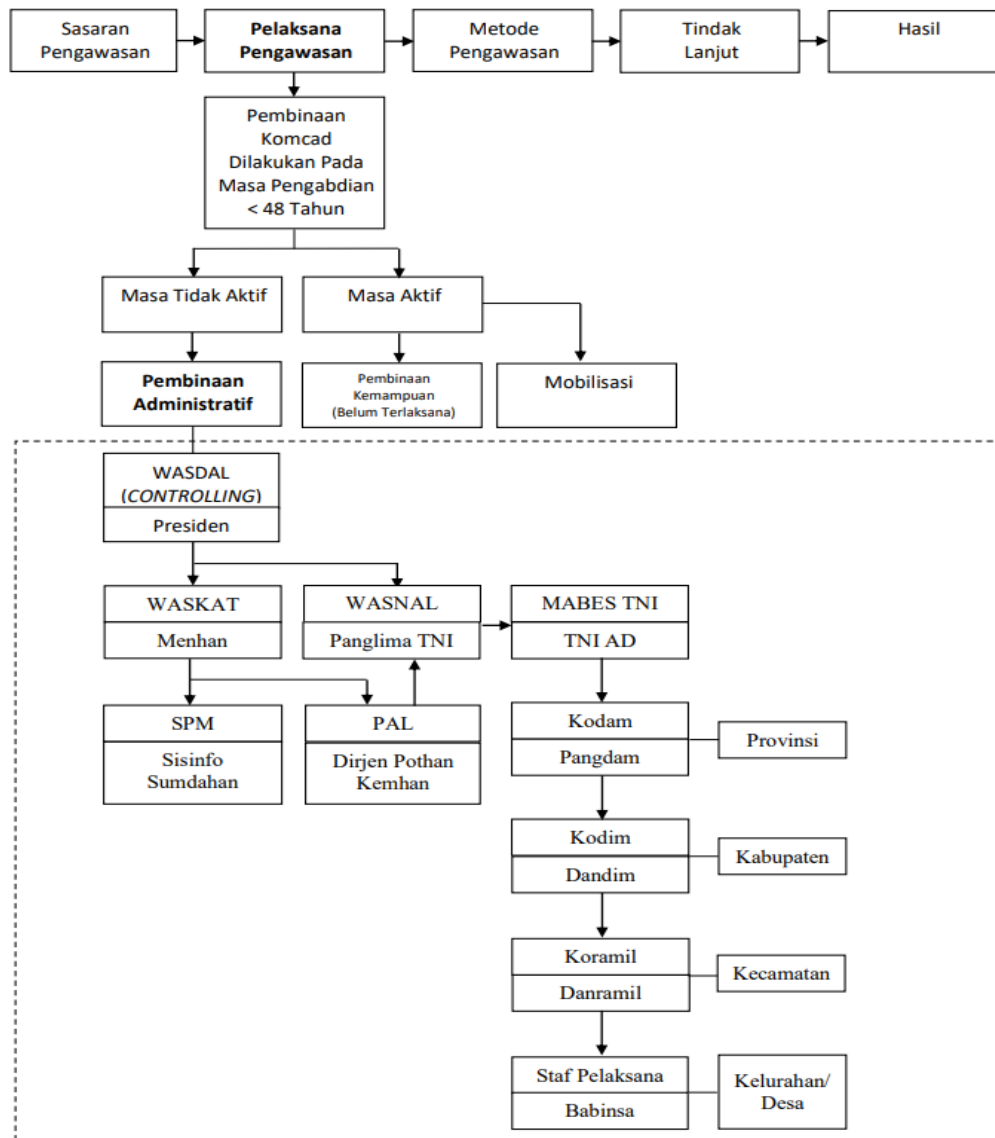 Sasaran
Pengawasan
Pelaksana
Pengawasan
Metode
Pengawasan
Tindak
Lanjut
Hasil
Pembinaan
Komcad
Dilakukan Pada
Masa Pengabdian
< 48 Tahun
Masa Tidak Aktif
Masa Aktif
Pembinaan
Administratif
Pembinaan
Kemampuan
(Belum Terlaksana)
Mobilisasi
WASDAL
(CONTROLLING)
Presiden
WASKAT
Menhan
WASNAL
Panglima TNI
MABES TNI
TNI AD
SPM
Sisinfo
Sumdahan
PAL
Dirjen Pothan
Kemhan
Kodam
Pangdam
Provinsi
Kodim
Dandim
Kabupaten
Koramil
Danramil
Kecamatan
Staf Pelaksana
Babinsa
Kelurahan/
Desa